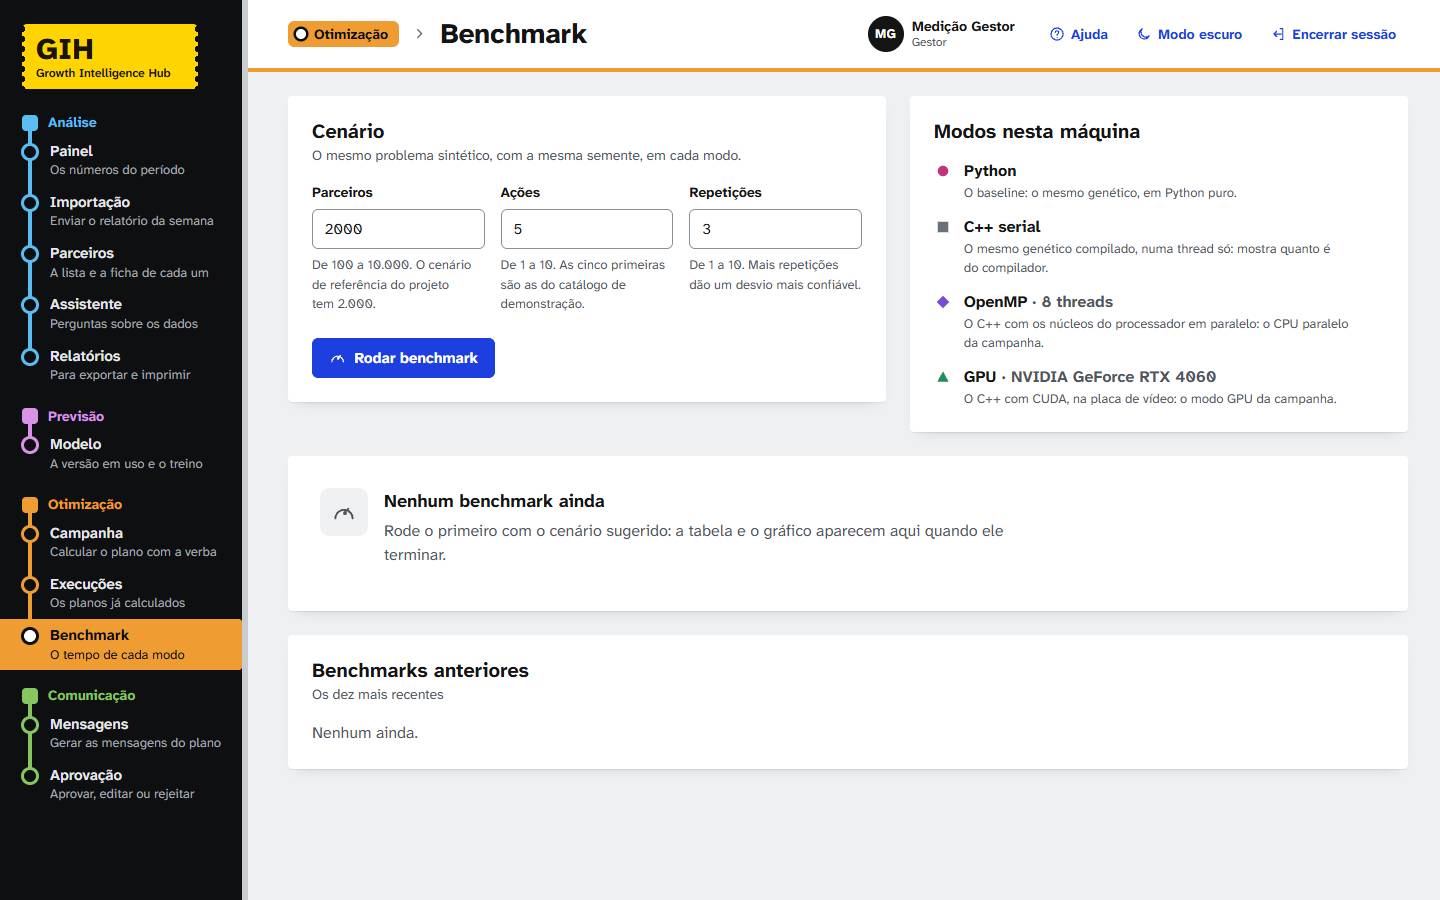 GIH
Growth Intelligence Hub
Análise
Painel
Os números do período
Importação
Enviar o relatório da semana
Parceiros
A lista e a ficha de cada um
Assistente
Perguntas sobre os dados
Relatórios
Para exportar e imprimir
Previsão
Modelo
A versão em uso e o treino
Otimização
Campanha
Calcular o plano com a verba
Execuções
Os planos já calculados
Benchmark
O tempo de cada modo
Comunicação
Mensagens
Gerar as mensagens do plano
Aprovação
Aprovar, editar ou rejeitar
Otimização
Benchmark
MG
Medição Gestor
Gestor
Ajuda
Modo escuro
Encerrar sessão
Cenário
O mesmo problema sintético, com a mesma semente, em cada modo.
Parceiros
2000
De 100 a 10.000. O cenário
de referência do projeto
tem 2.000.
Ações
5
De 1 a 10. As cinco primeiras
são as do catálogo de
demonstração.
Repetições
3
De 1 a 10. Mais repetições
dão um desvio mais confiável.
Rodar benchmark
Modos nesta máquina
Python
O baseline: o mesmo genético, em Python puro.
C++ serial
O mesmo genético compilado, numa thread só: mostra quanto é
do compilador.
OpenMP · 8 threads
O C++ com os núcleos do processador em paralelo: o CPU paralelo
da campanha.
GPU · NVIDIA GeForce RTX 4060
O C++ com CUDA, na placa de vídeo: o modo GPU da campanha.
Nenhum benchmark ainda
Rode o primeiro com o cenário sugerido: a tabela e o gráfico aparecem aqui quando ele
terminar.
Benchmarks anteriores
Os dez mais recentes
Nenhum ainda.